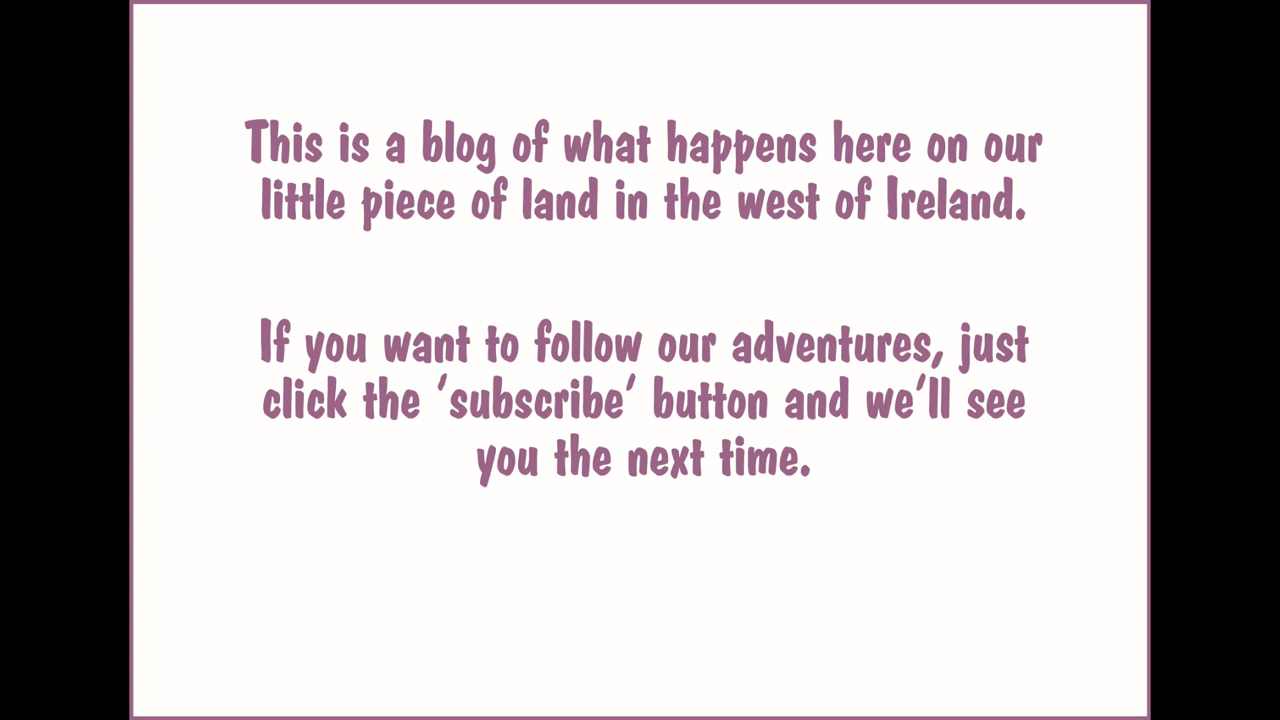 This is a blog of what happens here on our
little piece of land in the west of Ireland.
If you want to follow our adventures, just
click the ‘subscribe’ button and we’ll see
you the next time.